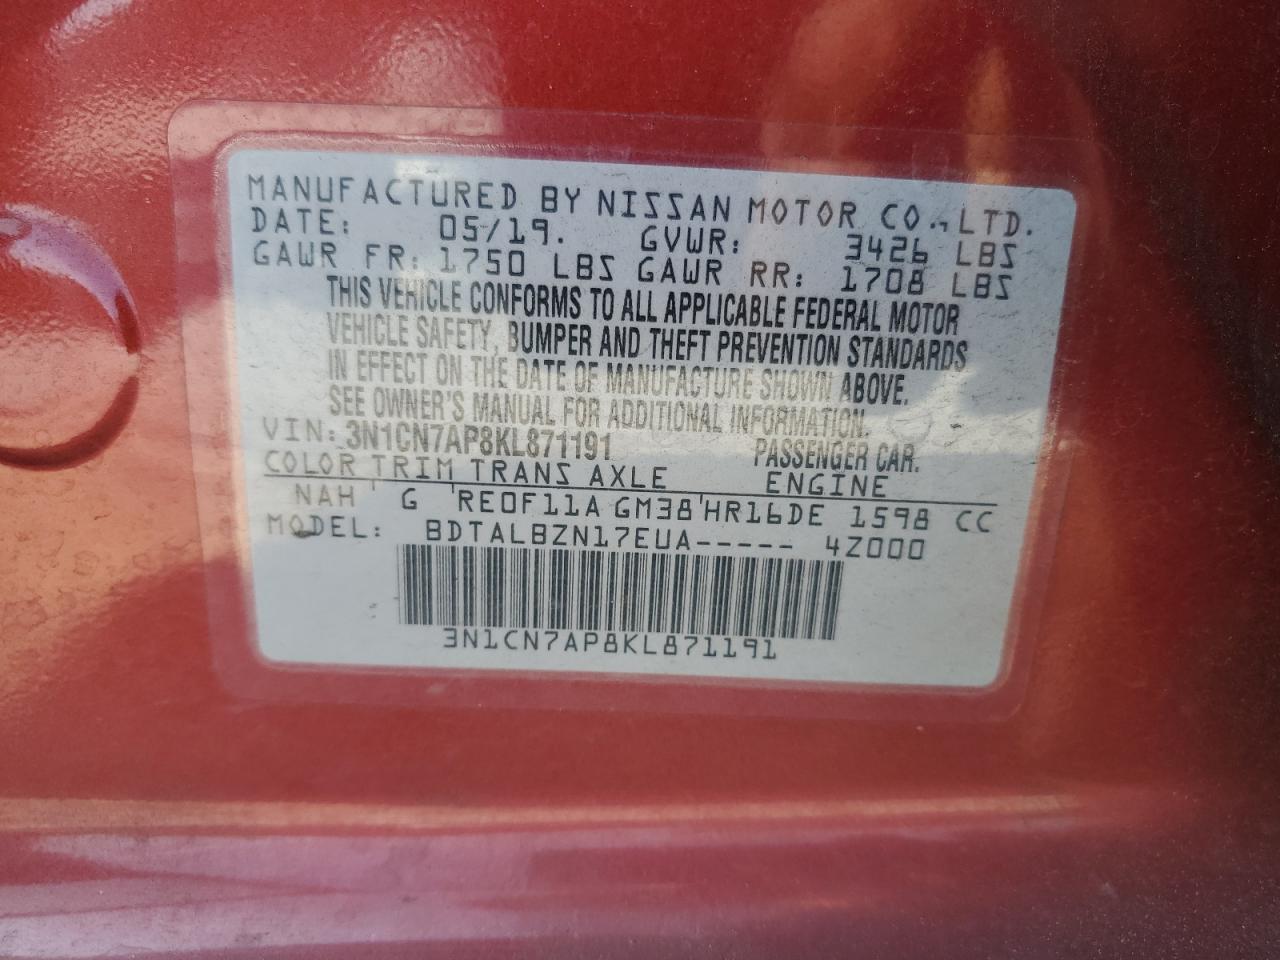 MANUFACTURED BY NISSAN MOTOR CO., LTD.
DATE: 05/19. GVWR: 3426 LBS
GAWR FR: 1750 LBS GAWR RR: 1708 LBS
THIS VEHICLE CONFORMS TO ALL APPLICABLE FEDERAL MOTOR
VEHICLE SAFETY, BUMPER AND THEFT PREVENTION STANDARDS
IN EFFECT ON THE DATE OF MANUFACTURE SHOWN ABOVE.
SEE OWNER'S MANUAL FOR ADDITIONAL INFORMATION.
VIN: 3N1CN7AP8KL871191 PASSENGER CAR.
COLOR TRIM TRANS AXLE ENGINE
NAH G RE0F11A GM38 HR16DE 1598 CC
MODEL: BDTALBZN17EUA----- 4Z000
3N1CN7AP8KL871191